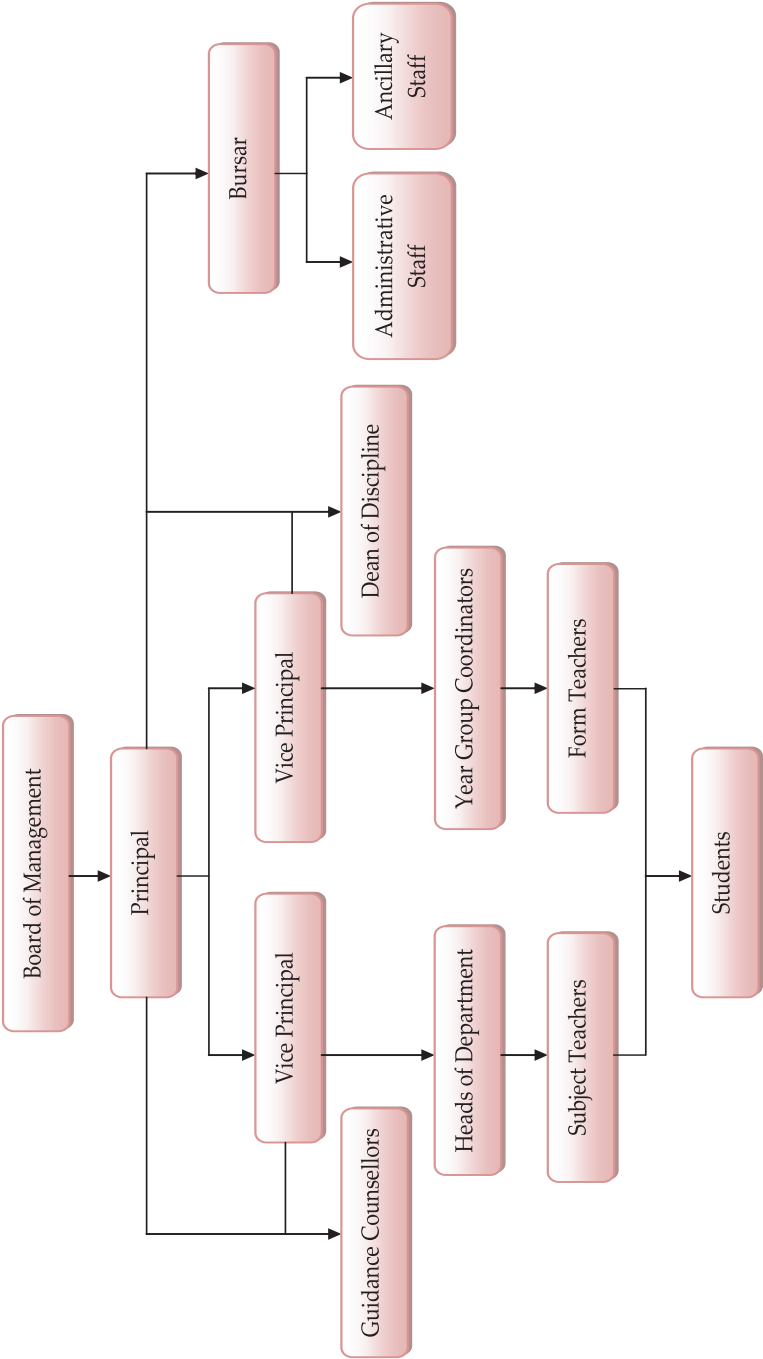 Board of Management
Principal
Vice Principal
Vice Principal
Bursar
Guidance Counsellors
Dean of Discipline
Administrative
Staff
Ancillary
Staff
Heads of Department
Year Group Coordinators
Subject Teachers
Form Teachers
Students